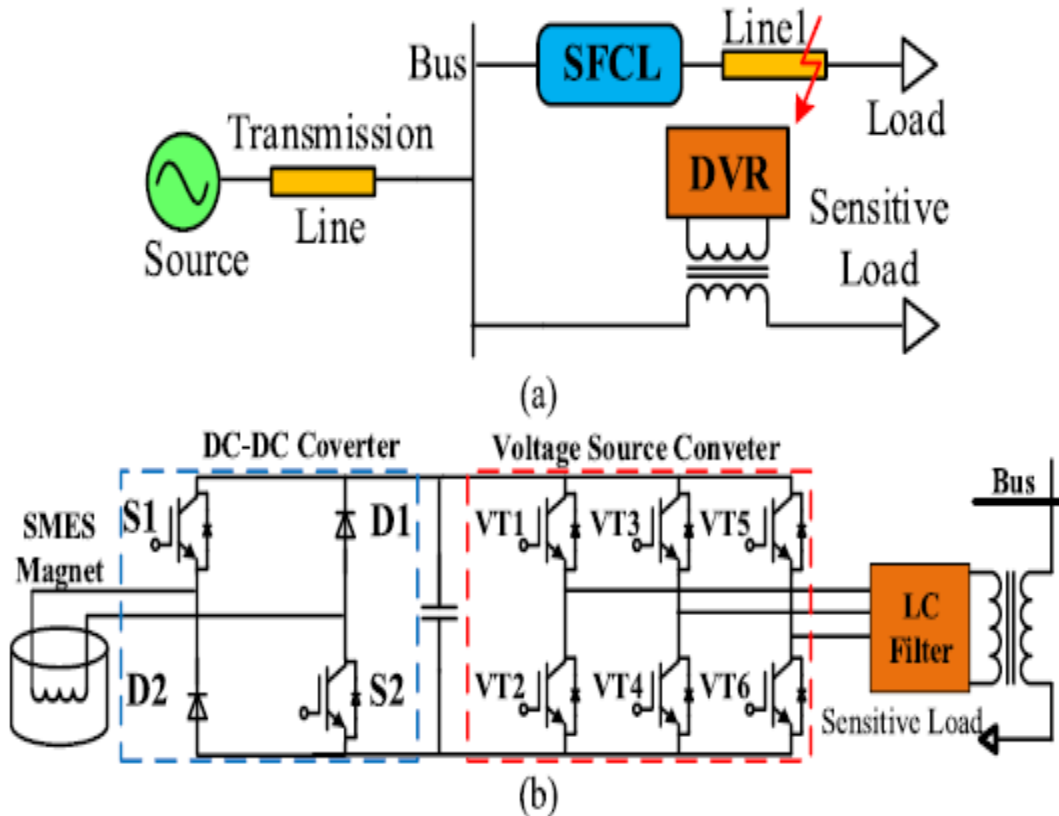 Bus
SFCL
Line1
Load
Transmission
Line
Source
DVR
Sensitive
Load
(a)
DC-DC Coverter
Voltage Source Conveter
Bus
SMES
Magnet
S1
D1
D2
S2
VT1
VT3
VT5
VT2
VT4
VT6
LC
Filter
Sensitive Load
(b)